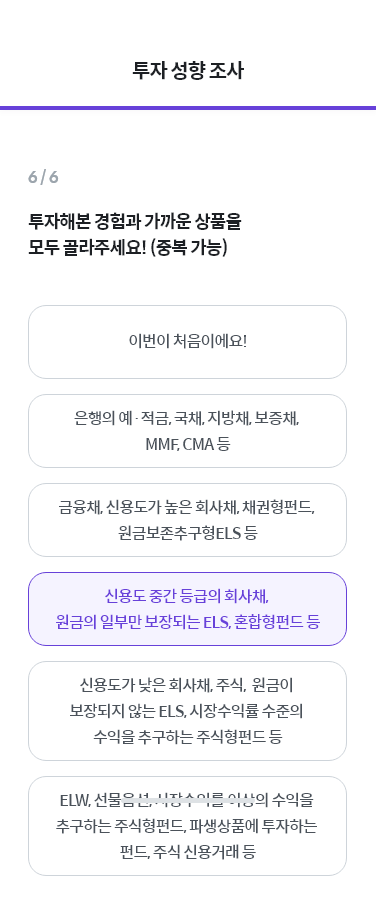 투자 성향 조사
6 / 6
투자해본 경험과 가까운 상품을
모두 골라주세요! (중복 가능)
이번이 처음이에요!
은행의 예·적금, 국채, 지방채, 보증채,
MMF, CMA 등
금융채, 신용도가 높은 회사채, 채권형펀드,
원금보존추구형ELS 등
신용도 중간 등급의 회사채,
원금의 일부만 보장되는 ELS, 혼합형펀드 등
신용도가 낮은 회사채, 주식, 원금이
보장되지 않는 ELS, 시장수익률 수준의
수익을 추구하는 주식형펀드 등
ELW, 선물옵션, 시장수익률 이상의 수익을
추구하는 주식형펀드, 파생상품에 투자하는
펀드, 주식 신용거래 등